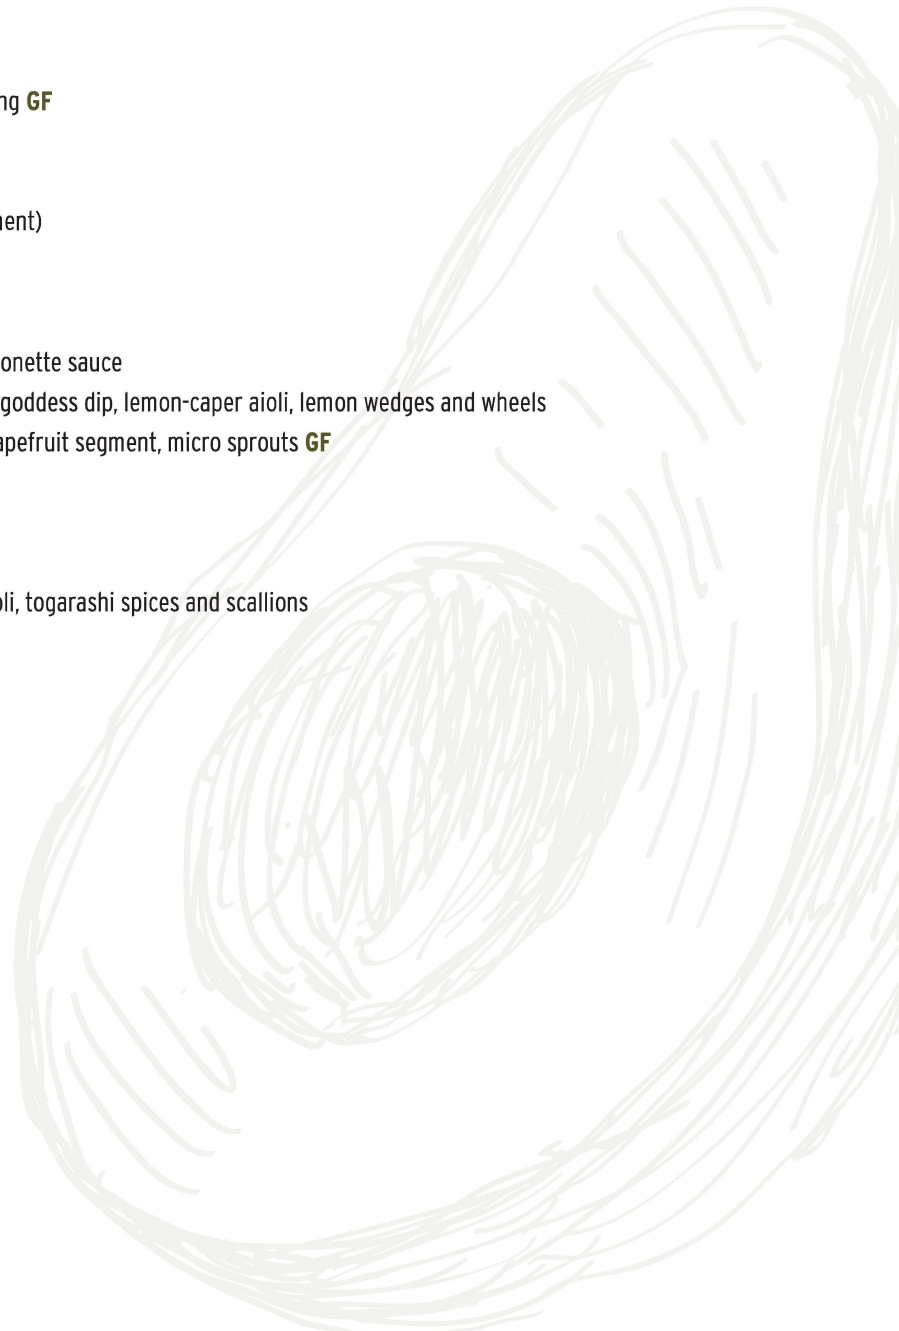 ng GF
ment)
onette sauce
goddess dip, lemon-caper aioli, lemon wedges and wheels
apefruit segment, micro sprouts GF
oli, togarashi spices and scallions